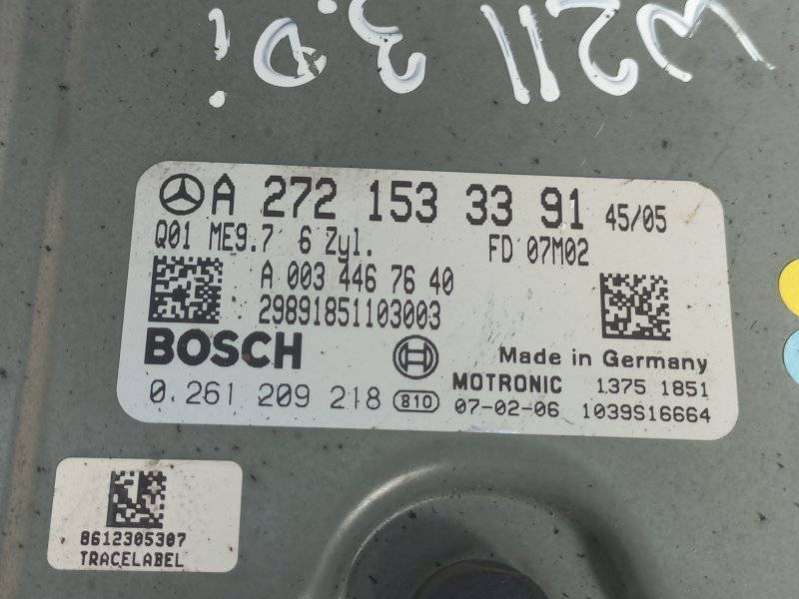 W211
3.0i
A 272 153 33 91 45/05
Q01 ME9.7 6 Zyl. FD 07M02
A 003 446 76 40
29891851103003
BOSCH
Made in Germany
MOTRONIC 1375 1851
0.261 209 218 810 07-02-06 1039S16664
8612305307
TRACELABEL